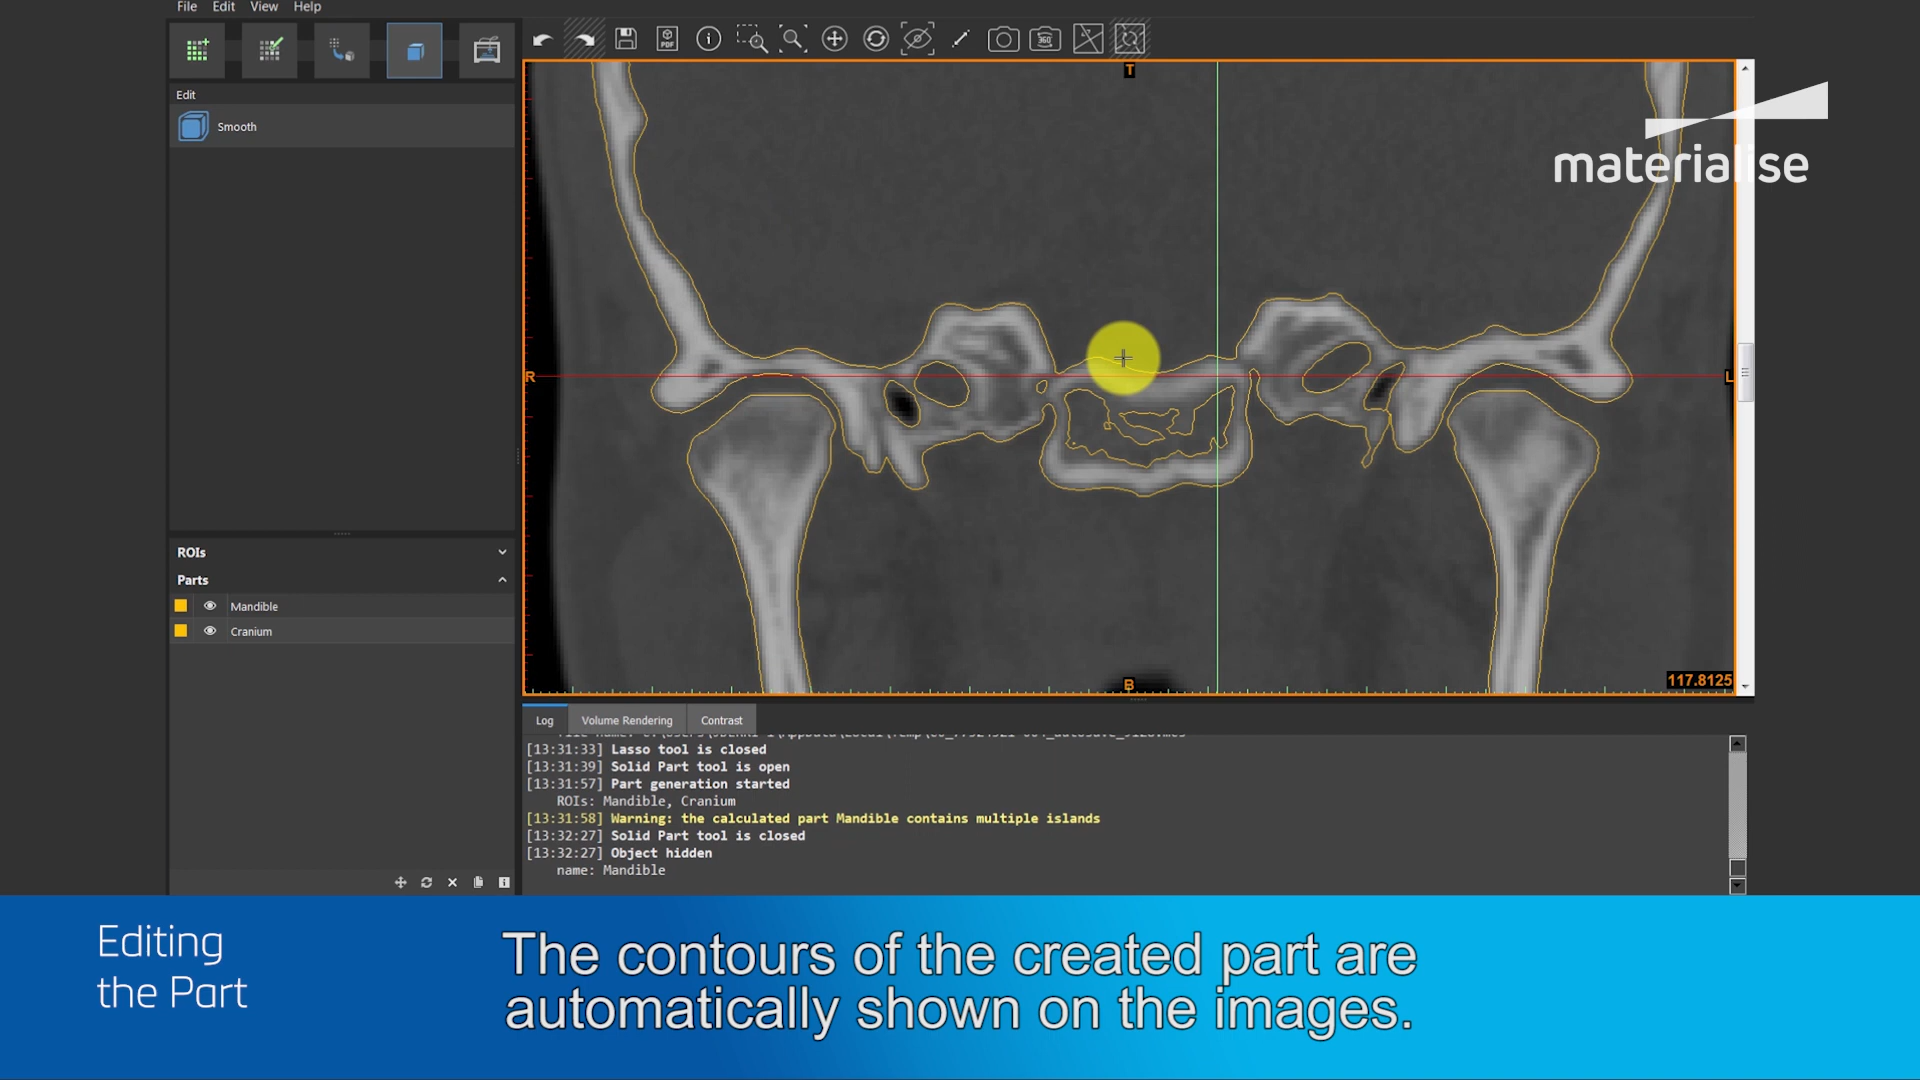 File Edit View Help
Edit
Smooth
T
materialise
R
L
ROIs
Parts
Mandible
Cranium
B
117.8125
Log Volume Rendering Contrast
[13:31:33] Lasso tool is closed
[13:31:39] Solid Part tool is open
[13:31:57] Part generation started
ROIs: Mandible, Cranium
[13:31:58] Warning: the calculated part Mandible contains multiple islands
[13:32:27] Solid Part tool is closed
[13:32:27] Object hidden
name: Mandible
Editing
the Part
The contours of the created part are
automatically shown on the images.